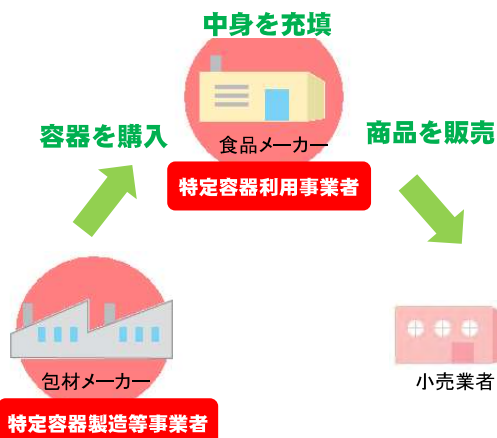 中身を充填
容器を購入
食品メーカー
商品を販売
特定容器利用事業者
包材メーカー
小売業者
特定容器製造等事業者